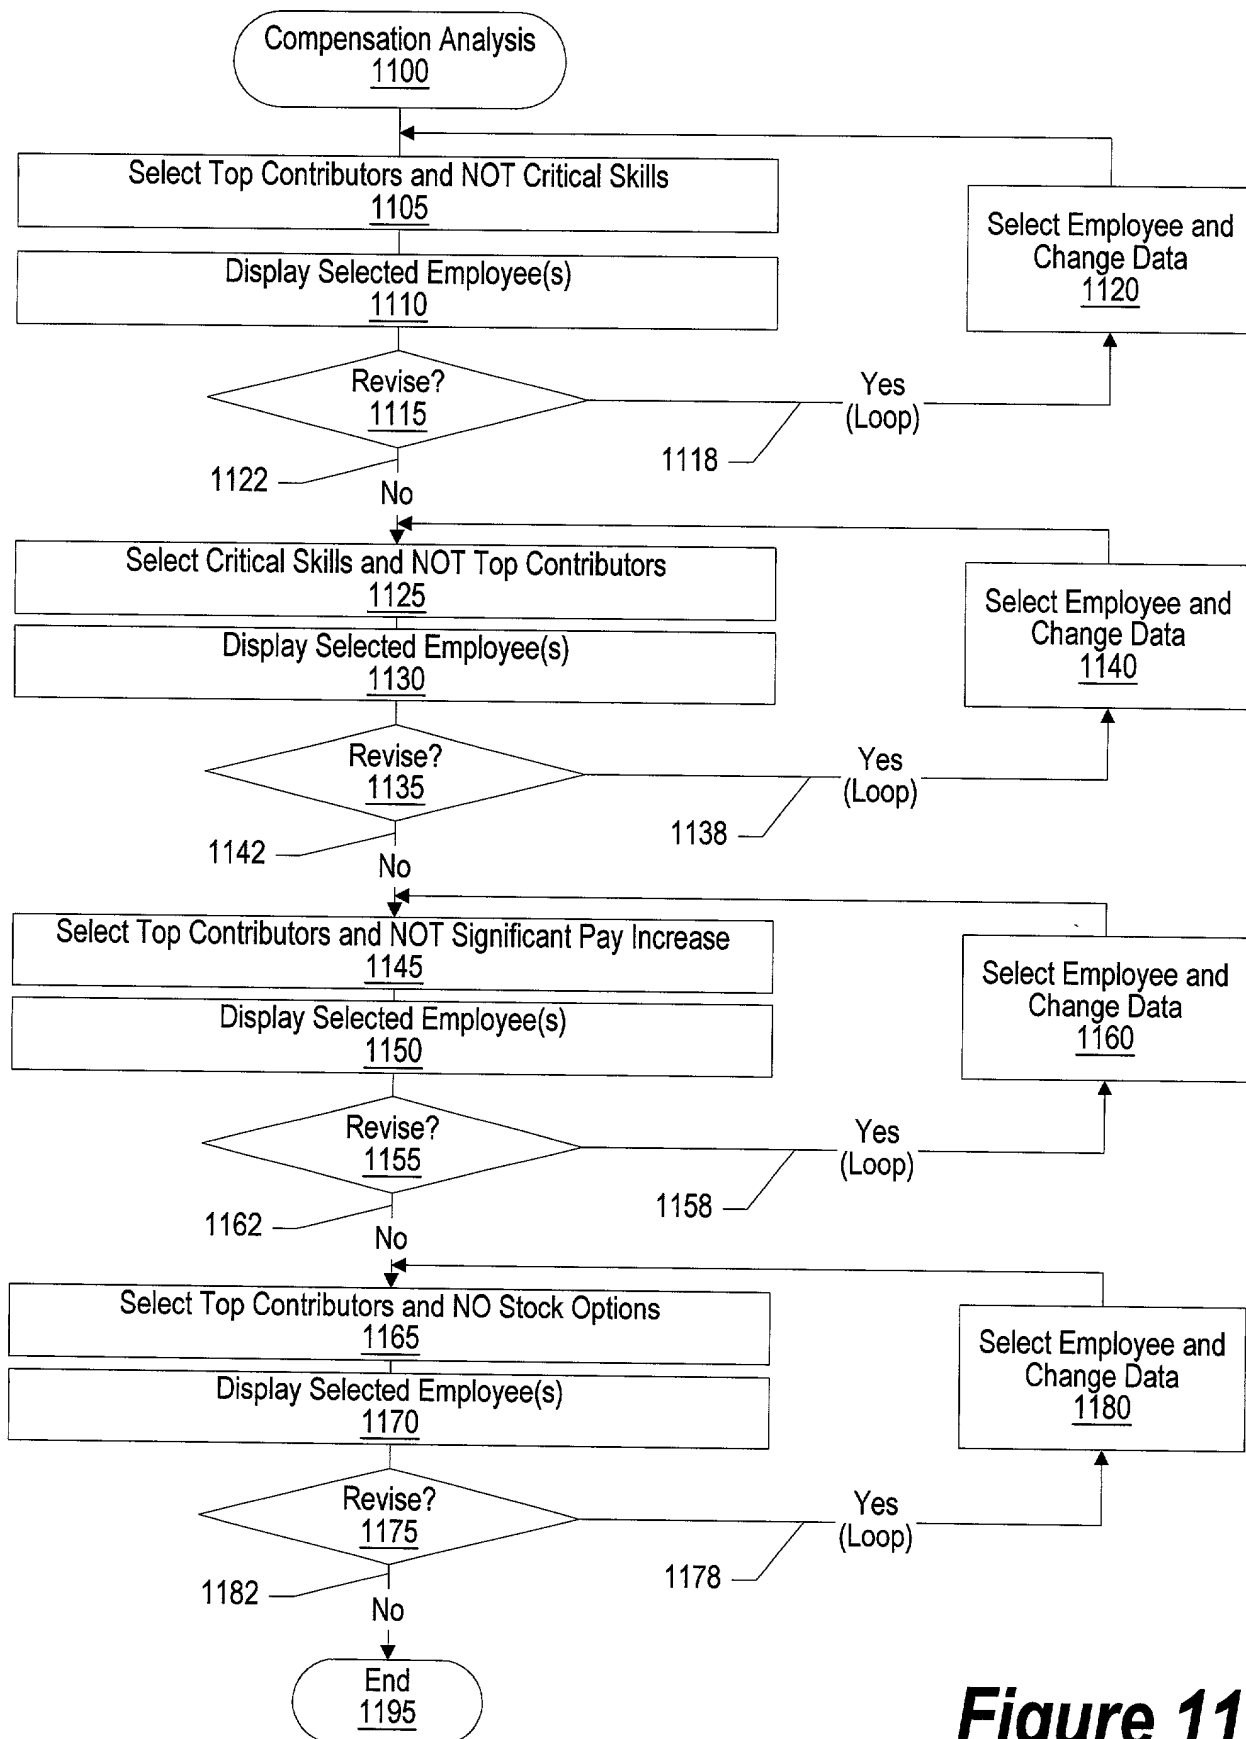 Compensation Analysis
1100
Select Top Contributors and NOT Critical Skills
1105
Select Employee and
Change Data
1120
Display Selected Employee(s)
1110
Revise?
1115
Yes
(Loop)
1118
1122
No
Select Critical Skills and NOT Top Contributors
1125
Select Employee and
Change Data
1140
Display Selected Employee(s)
1130
Revise?
1135
Yes
(Loop)
1138
1142
No
Select Top Contributors and NOT Significant Pay Increase
1145
Select Employee and
Change Data
1160
Display Selected Employee(s)
1150
Revise?
1155
Yes
(Loop)
1158
1162
No
Select Top Contributors and NO Stock Options
1165
Select Employee and
Change Data
1180
Display Selected Employee(s)
1170
Revise?
1175
Yes
(Loop)
1178
1182
No
End
1195
Figure 11